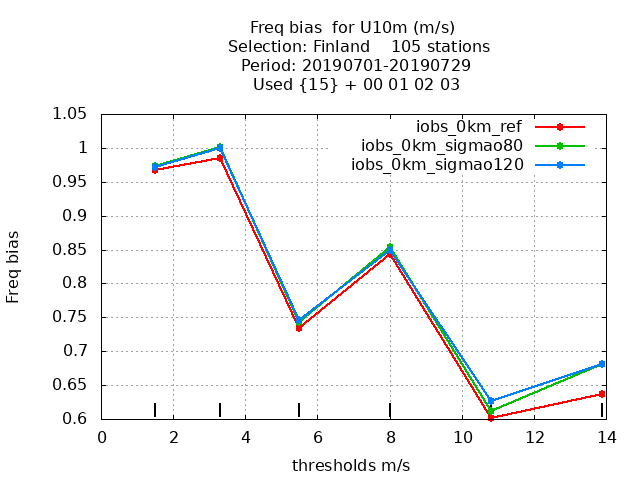 Freq bias  for U10m (m/s)
Selection: Finland    105 stations
Period: 20190701-20190729
Used {15} + 00 01 02 03
iobs_0km_ref
iobs_0km_sigmao80
iobs_0km_sigmao120
1.05
1
0.95
0.9
0.85
0.8
0.75
0.7
0.65
0.6
Freq bias
0 2 4 6 8 10 12 14
thresholds m/s